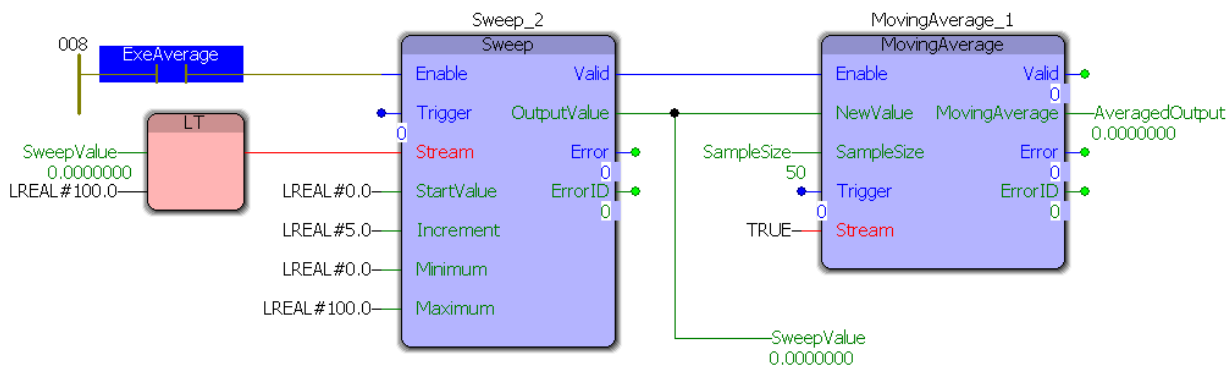 Sweep_2 MovingAverage_1
008 ExeAverage Sweep MovingAverage
Enable Valid Enable Valid
0
LT Trigger OutputValue NewValue MovingAverage AveragedOutput
0 0.0000000
SweepValue Stream Error SampleSize SampleSize Error
0.0000000 0 50 0
LREAL#100.0 LREAL#0.0 StartValue ErrorID Trigger ErrorID
0 0 0
LREAL#5.0 Increment TRUE Stream
LREAL#0.0 Minimum
LREAL#100.0 Maximum
SweepValue
0.0000000